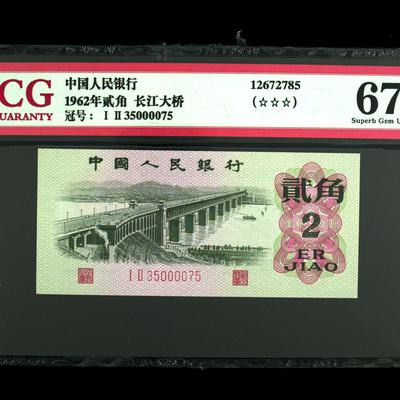 CG
UARANTY
中国人民银行
1962年贰角 长江大桥
冠号: I II 35000075
12672785
(☆☆☆)
67
Superb Gem U
中國人民銀行
貳角
2
ER
JIAO
I II 35000075